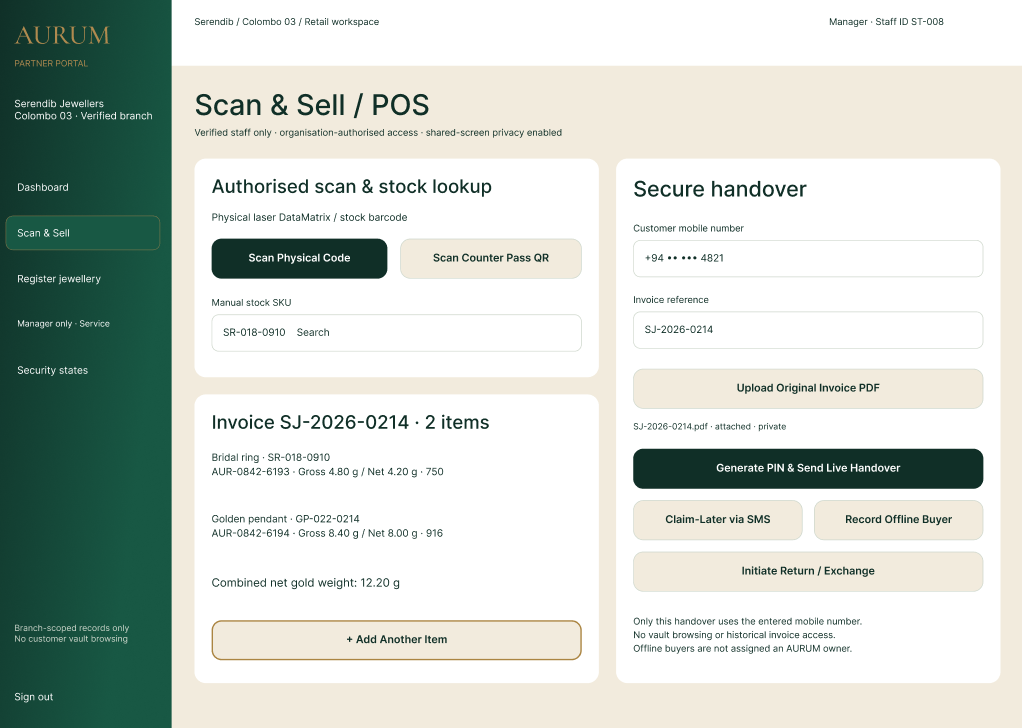 AURUM
PARTNER PORTAL
Serendib Jewellers
Colombo 03 · Verified branch
Dashboard
Scan & Sell
Register jewellery
Manager only · Service
Security states
Branch-scoped records only
No customer vault browsing
Sign out
Serendib / Colombo 03 / Retail workspace
Manager · Staff ID ST-008
Scan & Sell / POS
Verified staff only · organisation-authorised access · shared-screen privacy enabled
Authorised scan & stock lookup
Physical laser DataMatrix / stock barcode
Scan Physical Code
Scan Counter Pass QR
Manual stock SKU
SR-018-0910 Search
Invoice SJ-2026-0214 · 2 items
Bridal ring · SR-018-0910
AUR-0842-6193 · Gross 4.80 g / Net 4.20 g · 750
Golden pendant · GP-022-0214
AUR-0842-6194 · Gross 8.40 g / Net 8.00 g · 916
Combined net gold weight: 12.20 g
+ Add Another Item
Secure handover
Customer mobile number
+94 •• ••• 4821
Invoice reference
SJ-2026-0214
Upload Original Invoice PDF
SJ-2026-0214.pdf · attached · private
Generate PIN & Send Live Handover
Claim-Later via SMS
Record Offline Buyer
Initiate Return / Exchange
Only this handover uses the entered mobile number.
No vault browsing or historical invoice access.
Offline buyers are not assigned an AURUM owner.